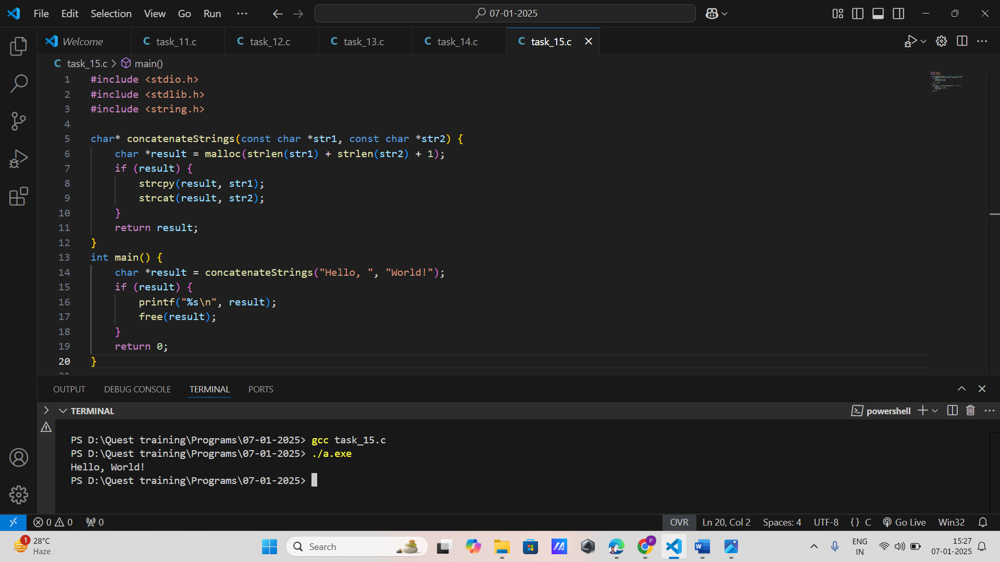 File Edit Selection View Go Run ··· 07-01-2025
Welcome task_11.c task_12.c task_13.c task_14.c task_15.c
C task_15.c > main()
1 #include <stdio.h>
2 #include <stdlib.h>
3 #include <string.h>
4
5 char* concatenateStrings(const char *str1, const char *str2) {
6     char *result = malloc(strlen(str1) + strlen(str2) + 1);
7     if (result) {
8         strcpy(result, str1);
9         strcat(result, str2);
10     }
11     return result;
12 }
13 int main() {
14     char *result = concatenateStrings("Hello, ", "World!");
15     if (result) {
16         printf("%s\n", result);
17         free(result);
18     }
19     return 0;
20 }
OUTPUT DEBUG CONSOLE TERMINAL PORTS
TERMINAL powershell
PS D:\Quest training\Programs\07-01-2025> gcc task_15.c
PS D:\Quest training\Programs\07-01-2025> ./a.exe
Hello, World!
PS D:\Quest training\Programs\07-01-2025>
0 0 0 OVR Ln 20, Col 2 Spaces: 4 UTF-8 {} C Go Live Win32
1 28°C
Haze
Search
P
ENG
IN
15:27
07-01-2025